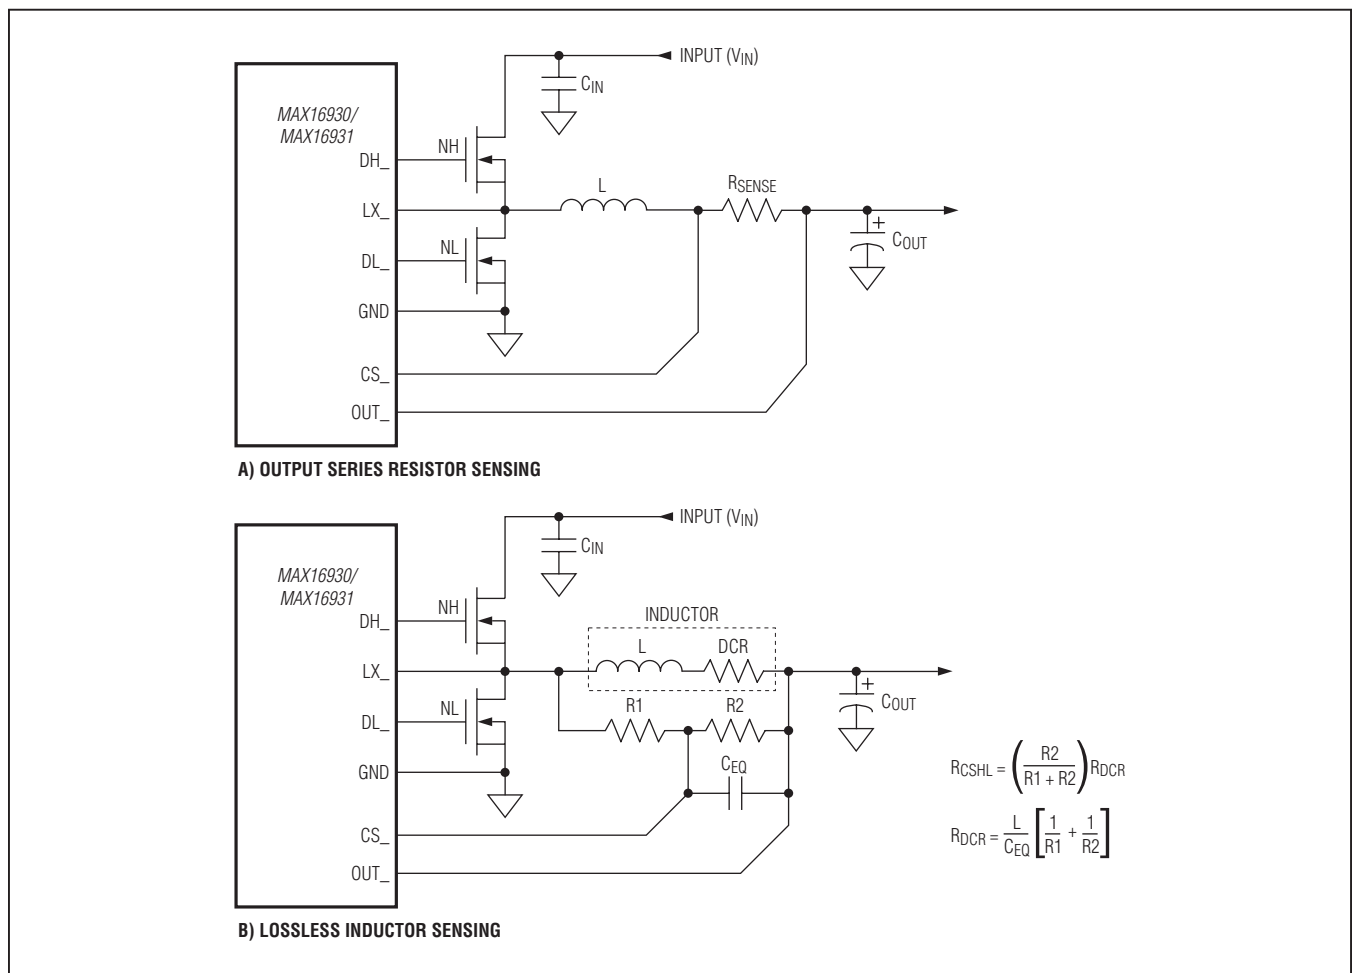 INPUT (VIN)
CIN
MAX16930/
MAX16931
NH
DH_
L
RSENSE
LX_
+
COUT
NL
DL_
GND
CS_
OUT_
A) OUTPUT SERIES RESISTOR SENSING
INPUT (VIN)
CIN
MAX16930/
MAX16931
NH
DH_
INDUCTOR
L DCR
LX_
+
COUT
R1 R2
NL
DL_
CEQ
GND
CS_
OUT_
RCSHL = (R2 / (R1 + R2)) RDCR
RDCR = L / CEQ [1 / R1 + 1 / R2]
B) LOSSLESS INDUCTOR SENSING